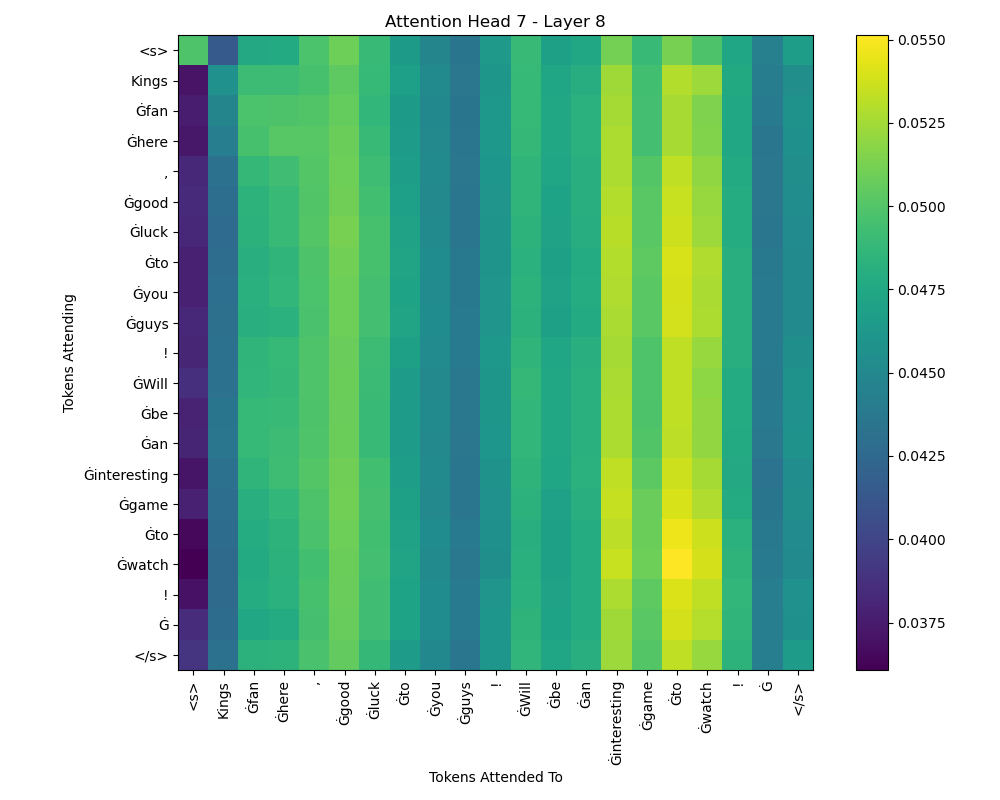 Attention Head 7 - Layer 8
Tokens Attending
<s>
Kings
Ġfan
Ġhere
,
Ġgood
Ġluck
Ġto
Ġyou
Ġguys
!
ĠWill
Ġbe
Ġan
Ġinteresting
Ġgame
Ġto
Ġwatch
!
Ġ
</s>
<s>
Kings
Ġfan
Ġhere
,
Ġgood
Ġluck
Ġto
Ġyou
Ġguys
!
ĠWill
Ġbe
Ġan
Ġinteresting
Ġgame
Ġto
Ġwatch
!
Ġ
</s>
Tokens Attended To
0.0550
0.0525
0.0500
0.0475
0.0450
0.0425
0.0400
0.0375